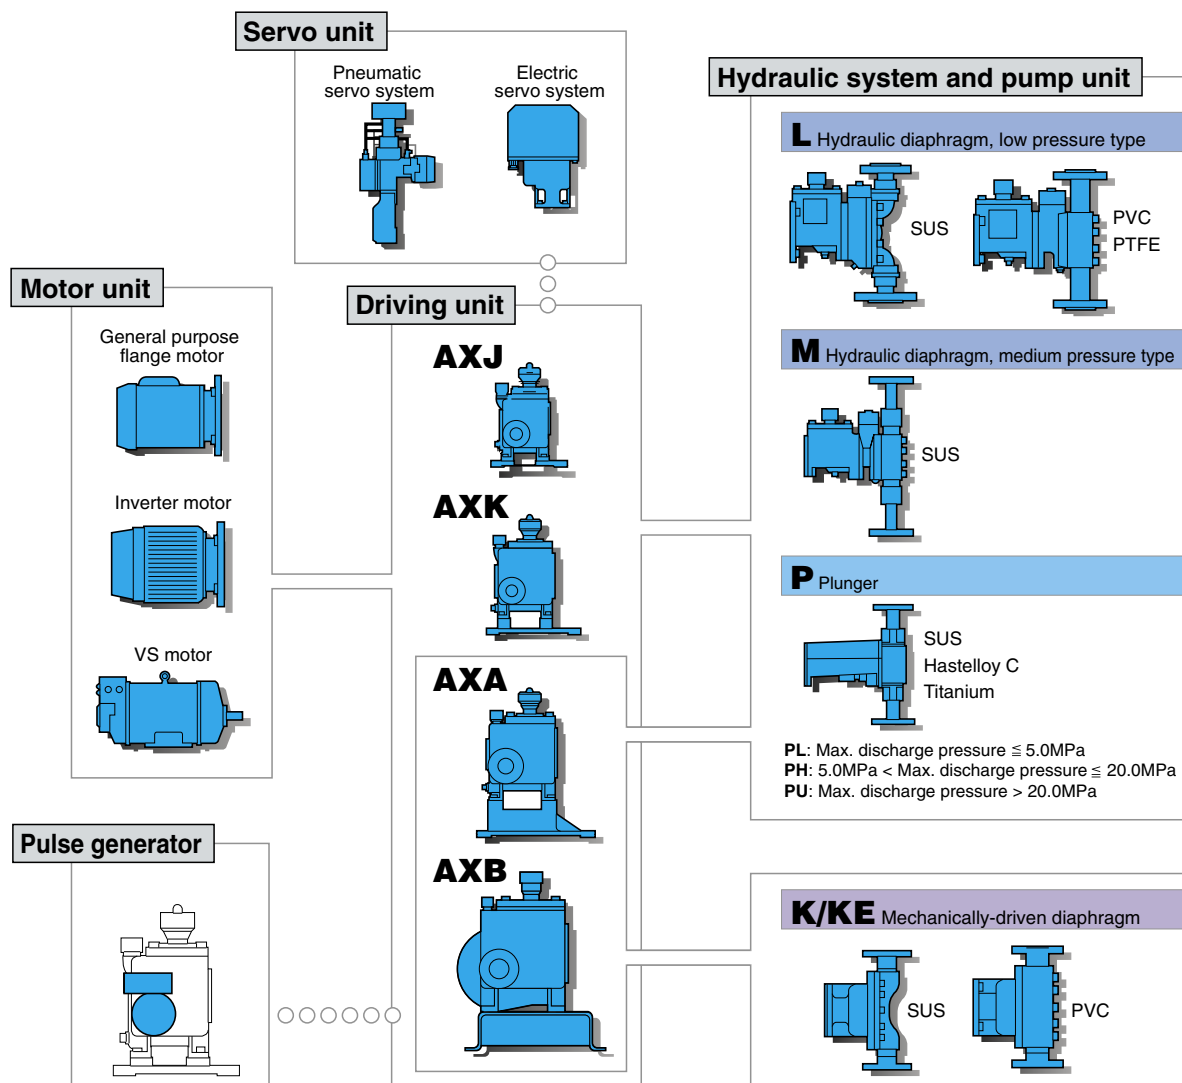 Servo unit
Pneumatic
servo system
Electric
servo system
Motor unit
General purpose
flange motor
Inverter motor
VS motor
Pulse generator
Driving unit
AXJ
AXK
AXA
AXB
Hydraulic system and pump unit
L Hydraulic diaphragm, low pressure type
SUS
PVC
PTFE
M Hydraulic diaphragm, medium pressure type
SUS
P Plunger
SUS
Hastelloy C
Titanium
PL: Max. discharge pressure ≦ 5.0MPa
PH: 5.0MPa < Max. discharge pressure ≦ 20.0MPa
PU: Max. discharge pressure > 20.0MPa
K/KE Mechanically-driven diaphragm
SUS
PVC